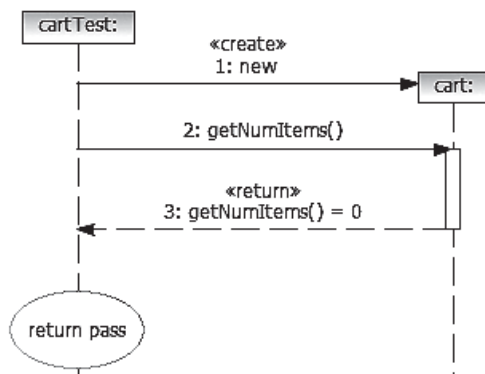 cartTest:
«create»
1: new
cart:
2: getNumItems()
«return»
3: getNumItems() = 0
return pass